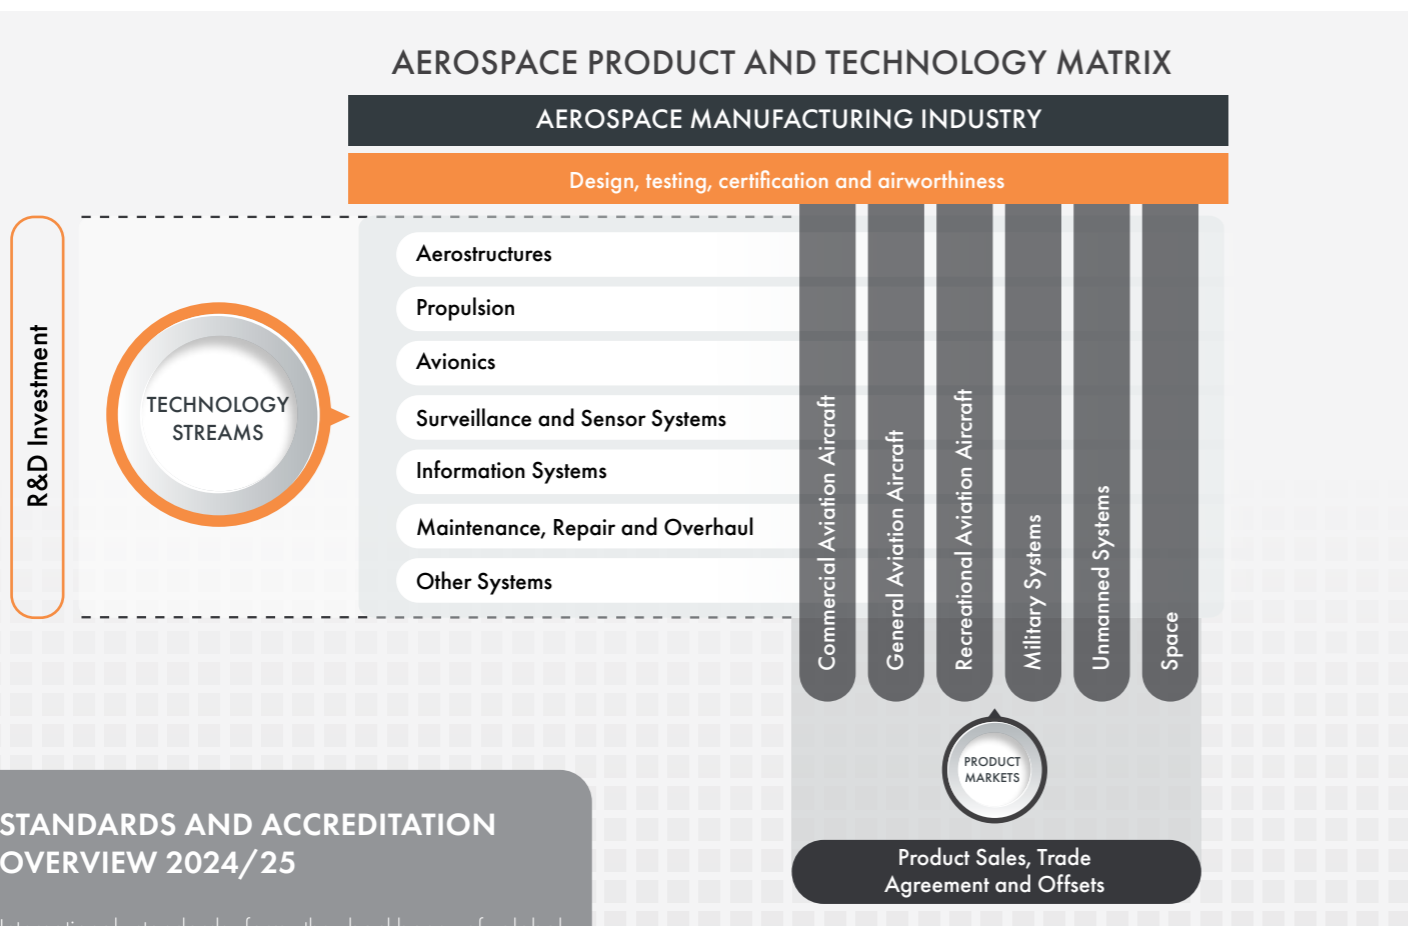 AEROSPACE PRODUCT AND TECHNOLOGY MATRIX
AEROSPACE MANUFACTURING INDUSTRY
Design, testing, certification and airworthiness
R&D Investment
TECHNOLOGY
STREAMS
Aerostructures
Propulsion
Avionics
Surveillance and Sensor Systems
Information Systems
Maintenance, Repair and Overhaul
Other Systems
Commercial Aviation Aircraft
General Aviation Aircraft
Recreational Aviation Aircraft
Military Systems
Unmanned Systems
Space
PRODUCT
MARKETS
Product Sales, Trade
Agreement and Offsets
STANDARDS AND ACCREDITATION
OVERVIEW 2024/25